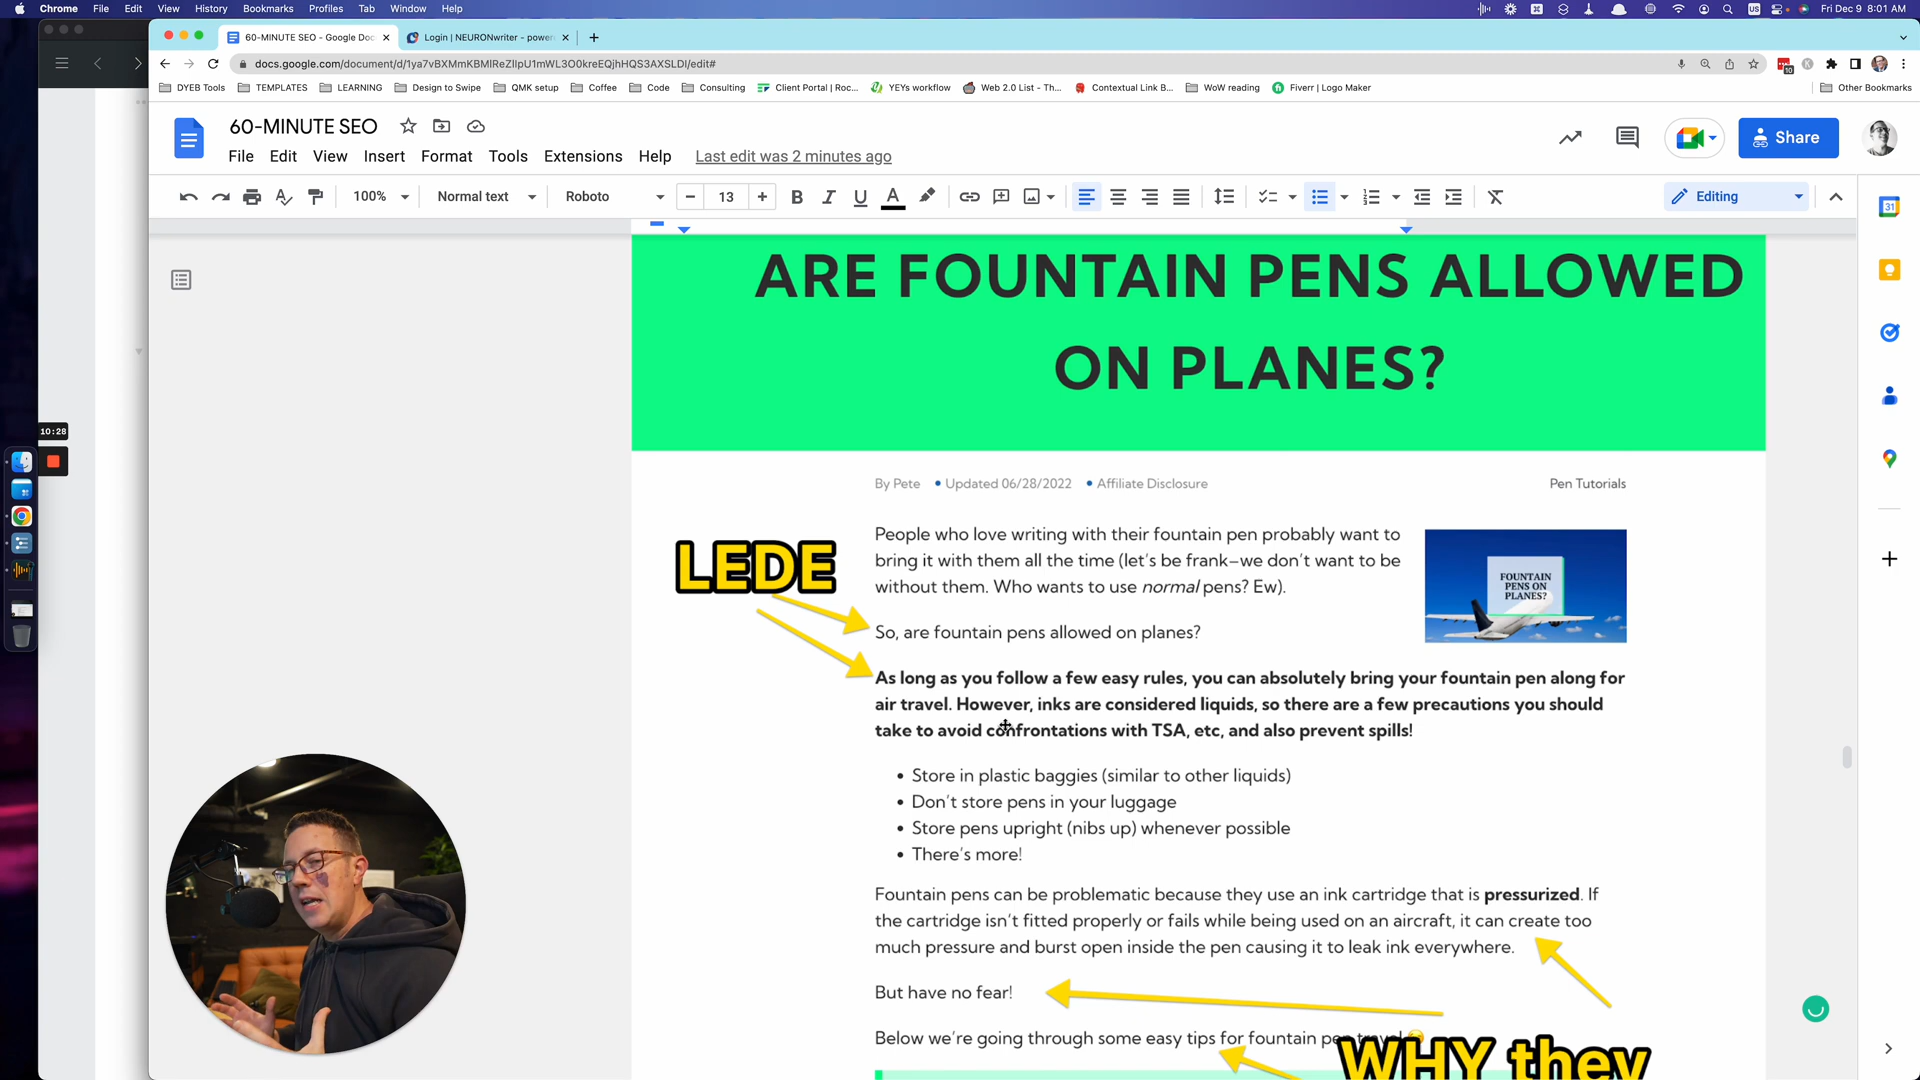 Chrome File Edit View History Bookmarks Profiles Tab Window Help
US Fri Dec 9 8:01 AM
60-MINUTE SEO - Google Doc
Login | NEURONwriter - power
docs.google.com/document/d/1ya7vBXMmKBMIReZIlpU1mWL3O0kreEQjhHQS3AXSLDI/edit#
10
DYEB Tools TEMPLATES LEARNING Design to Swipe QMK setup Coffee Code Consulting Client Portal | Roc... YEYs workflow Web 2.0 List - Th... Contextual Link B... WoW reading Fiverr | Logo Maker Other Bookmarks
60-MINUTE SEO
File Edit View Insert Format Tools Extensions Help Last edit was 2 minutes ago
Share
100% Normal text Roboto 13 Editing
31
ARE FOUNTAIN PENS ALLOWED
ON PLANES?
10:28
By Pete • Updated 06/28/2022 • Affiliate Disclosure Pen Tutorials
LEDE
People who love writing with their fountain pen probably want to
bring it with them all the time (let's be frank–we don't want to be
without them. Who wants to use normal pens? Ew).
FOUNTAIN
PENS ON
PLANES?
So, are fountain pens allowed on planes?
As long as you follow a few easy rules, you can absolutely bring your fountain pen along for
air travel. However, inks are considered liquids, so there are a few precautions you should
take to avoid confrontations with TSA, etc, and also prevent spills!
• Store in plastic baggies (similar to other liquids)
• Don't store pens in your luggage
• Store pens upright (nibs up) whenever possible
• There's more!
Fountain pens can be problematic because they use an ink cartridge that is pressurized. If
the cartridge isn't fitted properly or fails while being used on an aircraft, it can create too
much pressure and burst open inside the pen causing it to leak ink everywhere.
But have no fear!
Below we're going through some easy tips for fountain pen travel
WHY they